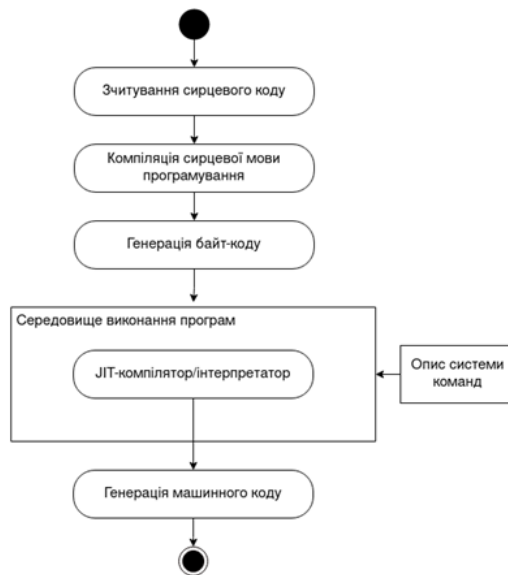 Зчитування сирцевого коду
Компіляція сирцевої мови
програмування
Генерація байт-коду
Середовище виконання програм
JIT-компілятор/інтерпретатор
Опис системи
команд
Генерація машинного коду